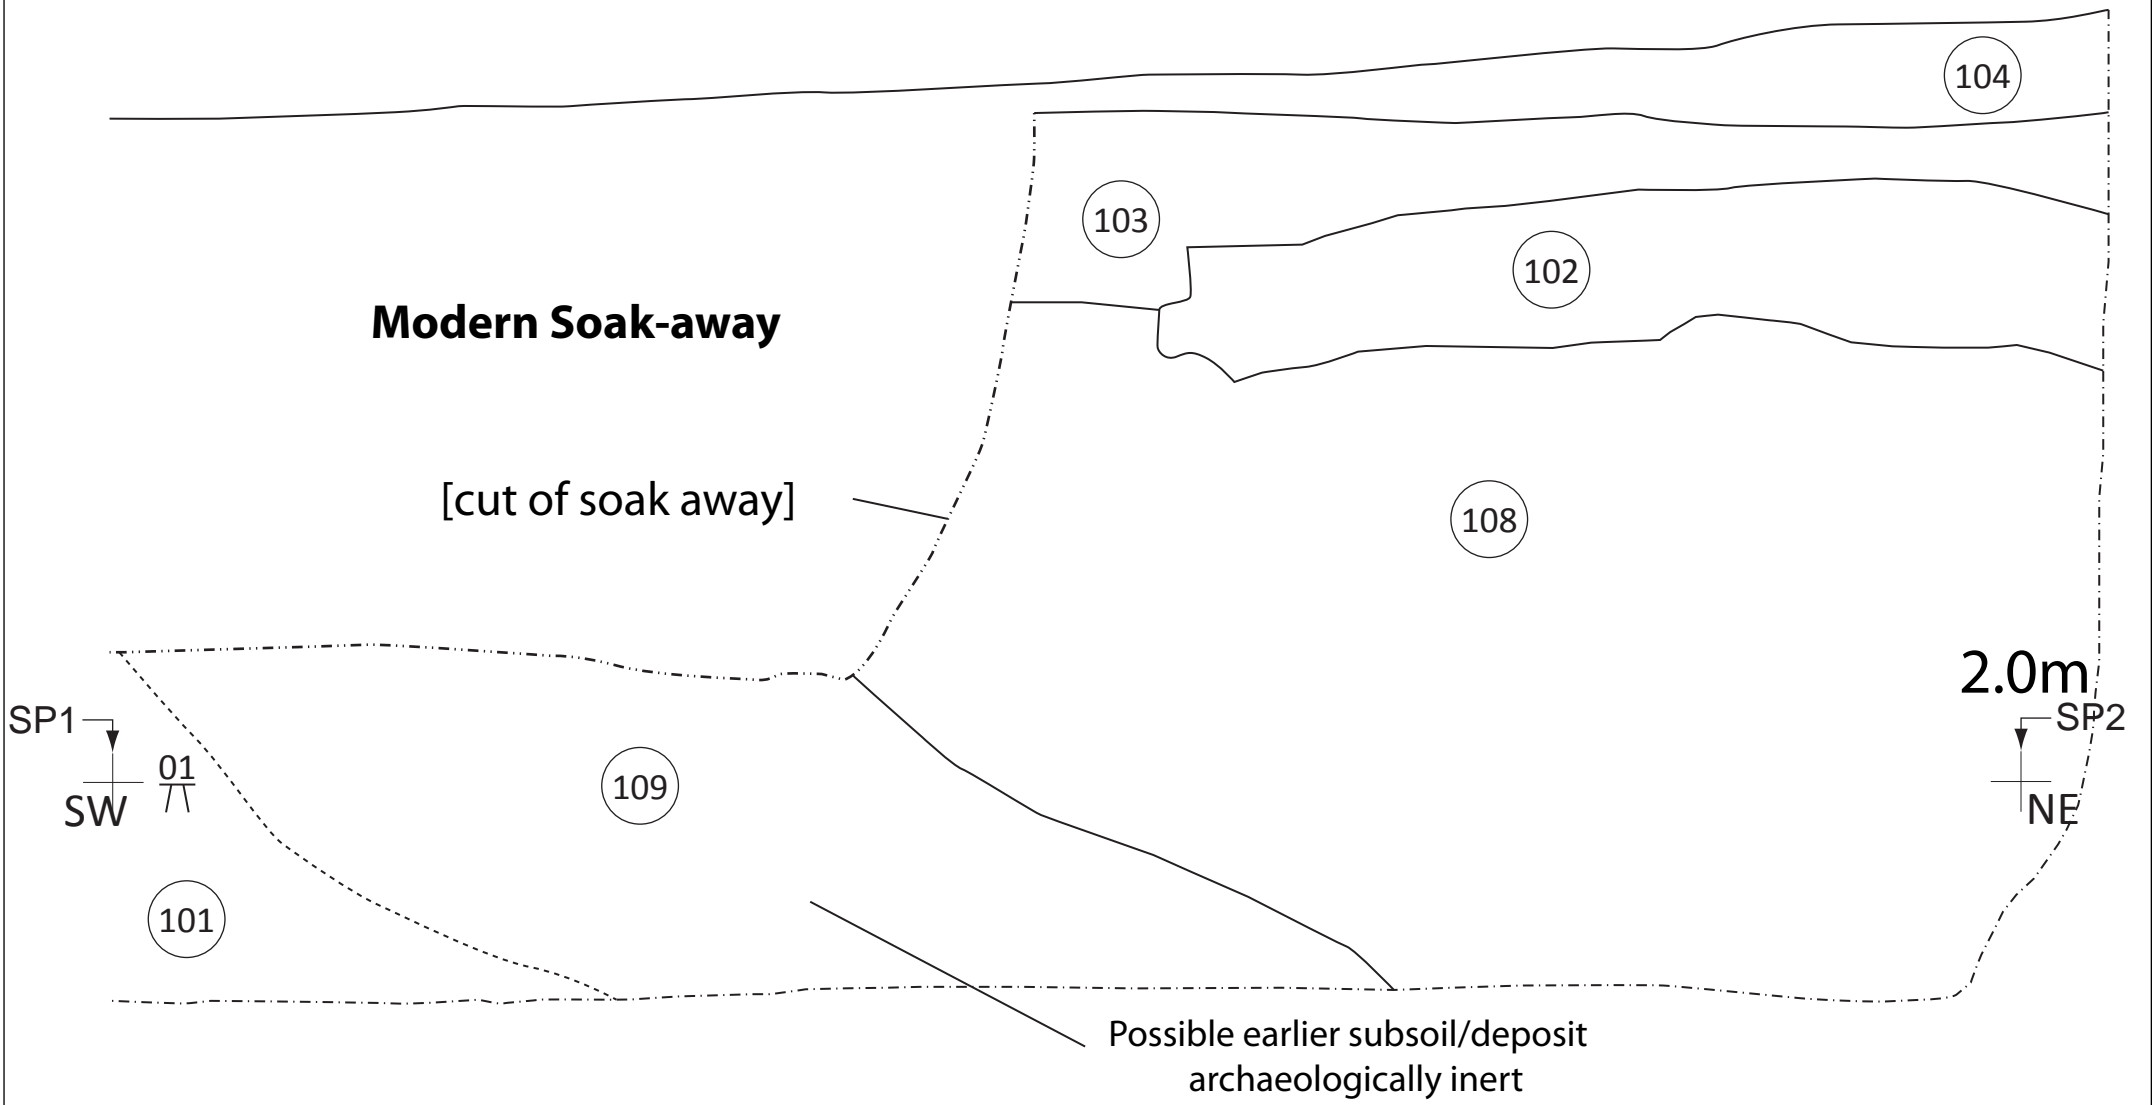 104
103
102
Modern Soak-away
[cut of soak away]
108
2.0m
SP1
SP2
01
109
SW
NE
101
Possible earlier subsoil/deposit
archaeologically inert